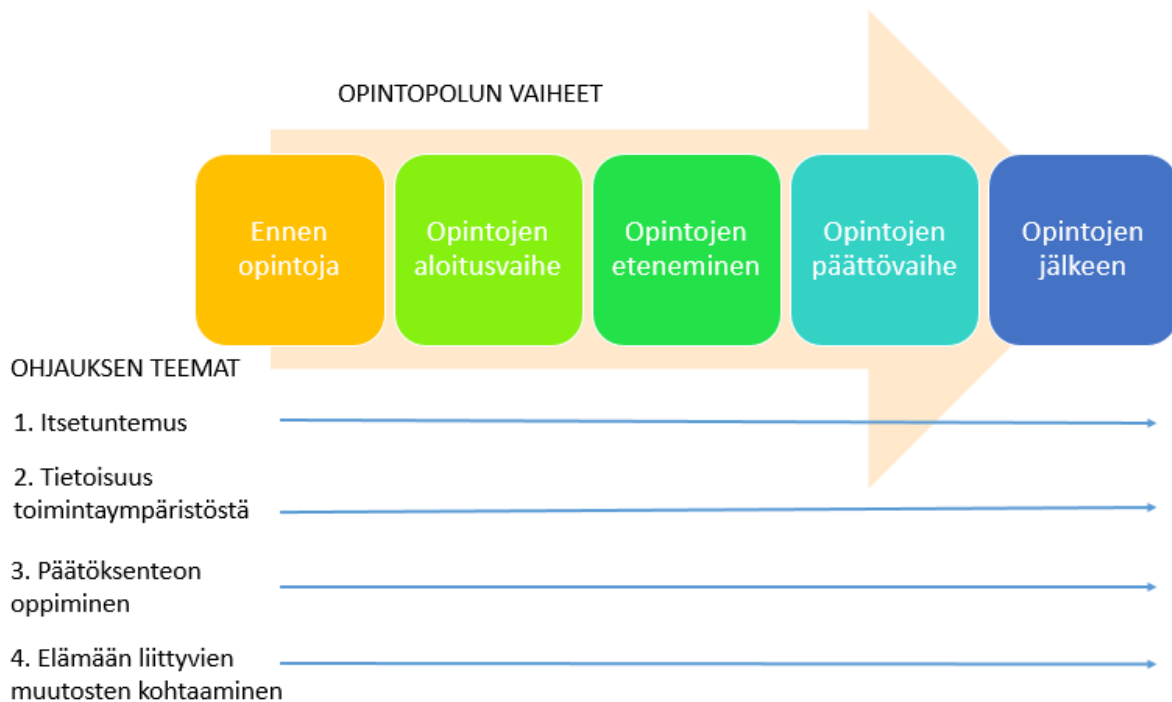 OPINTOPOLUN VAIHEET
Ennen
opintoja
Opintojen
aloitusvaihe
Opintojen
eteneminen
Opintojen
päättövaihe
Opintojen
jälkeen
OHJAUKSEN TEEMAT
1. Itsetuntemus
2. Tietoisuus
toimintaympäristöstä
3. Päätöksenteon
oppiminen
4. Elämään liittyvien
muutosten kohtaaminen